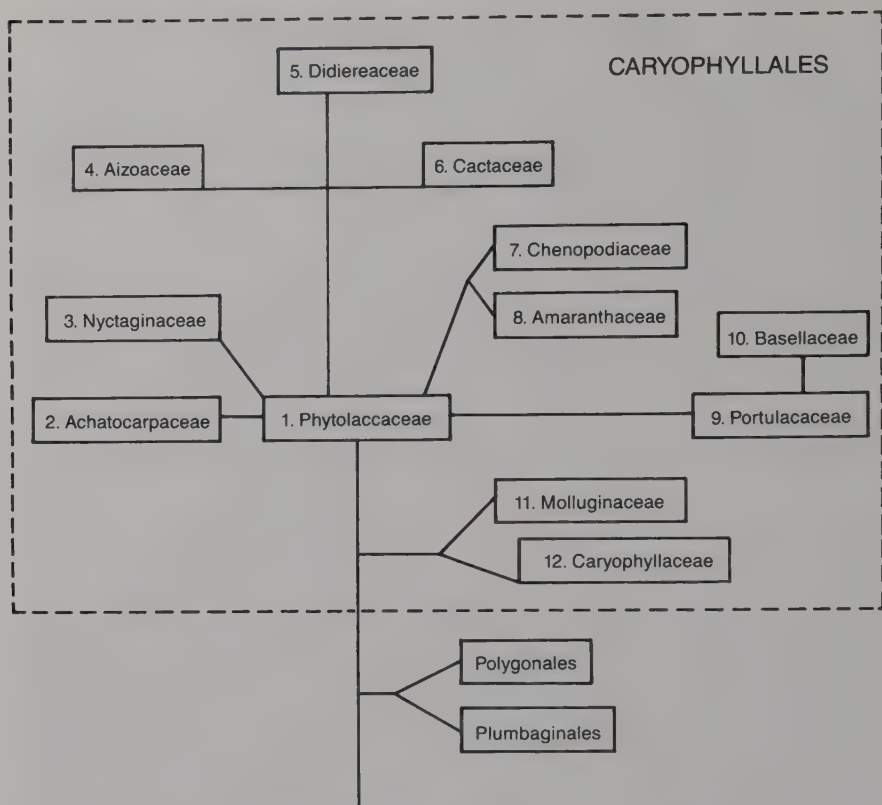 5. Didiereaceae
CARYOPHYLLALES
4. Aizoaceae
6. Cactaceae
7. Chenopodiaceae
3. Nyctaginaceae
8. Amaranthaceae
10. Basellaceae
2. Achatocarpaceae
1. Phytolaccaceae
9. Portulacaceae
11. Molluginaceae
12. Caryophyllaceae
Polygonales
Plumbaginales